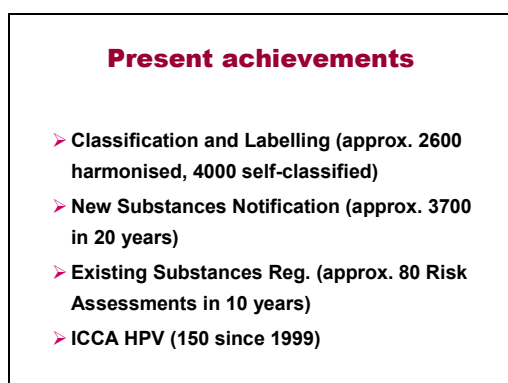 Present achievements
➢ Classification and Labelling (approx. 2600
harmonised, 4000 self-classified)
➢ New Substances Notification (approx. 3700
in 20 years)
➢ Existing Substances Reg. (approx. 80 Risk
Assessments in 10 years)
➢ ICCA HPV (150 since 1999)